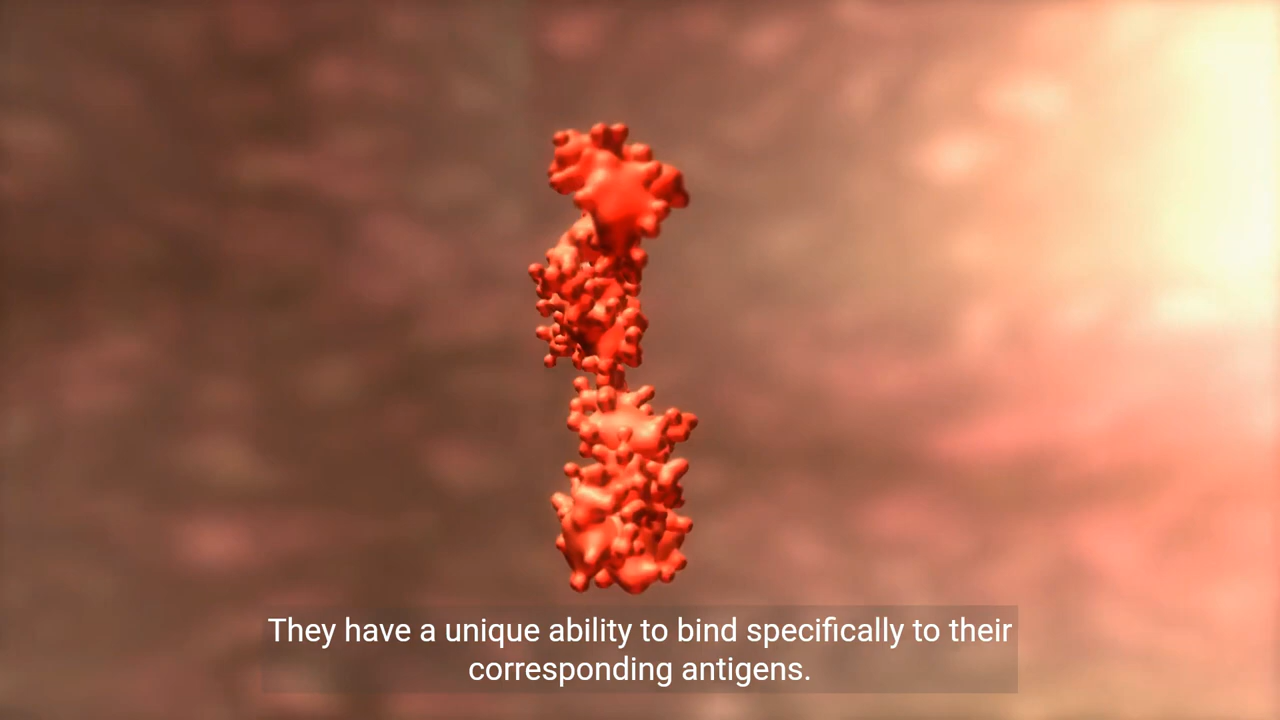 They have a unique ability to bind specifically to their
corresponding antigens.